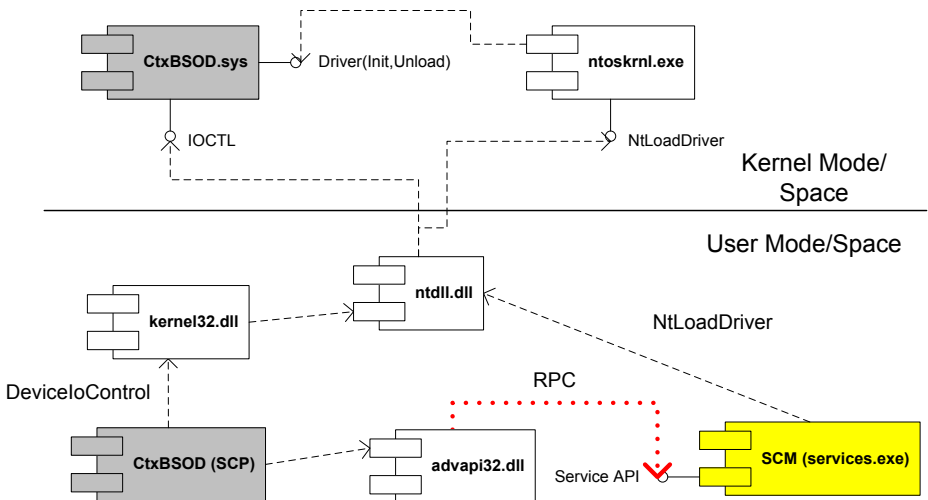 CtxBSOD.sys
Driver(Init,Unload)
ntoskrnl.exe
IOCTL
NtLoadDriver
Kernel Mode/
Space
User Mode/Space
ntdll.dll
kernel32.dll
NtLoadDriver
DeviceIoControl
RPC
CtxBSOD (SCP)
advapi32.dll
Service API
SCM (services.exe)